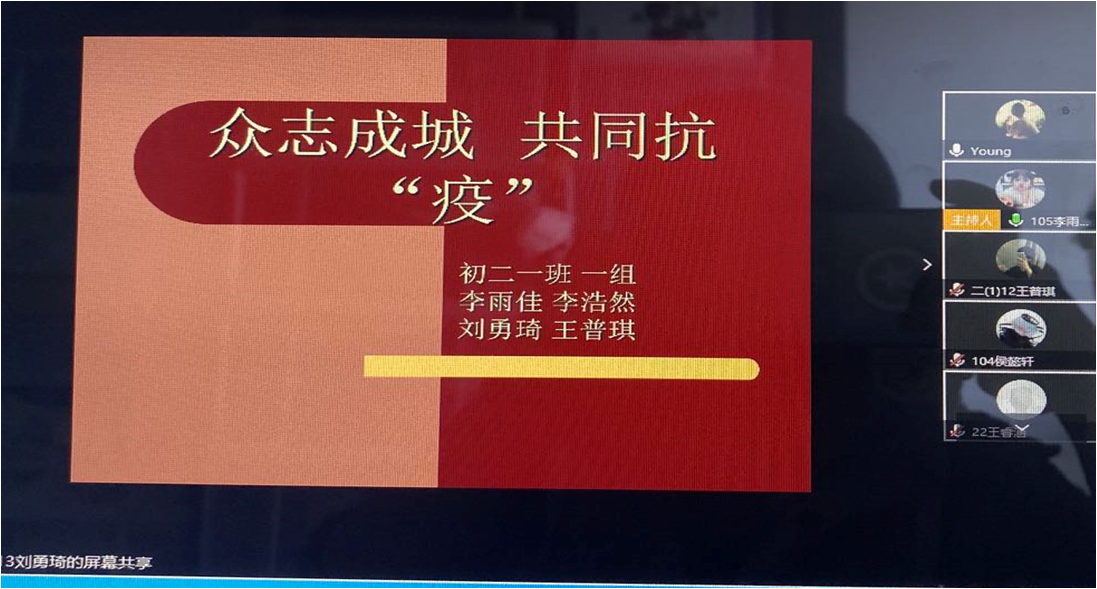 众志成城 共同抗
“疫”
初二一班 一组
李雨佳 李浩然
刘勇琦 王普琪
Young
主持人 105李雨...
二(1)12王普琪
104侯懿轩
22王睿涵
13刘勇琦的屏幕共享